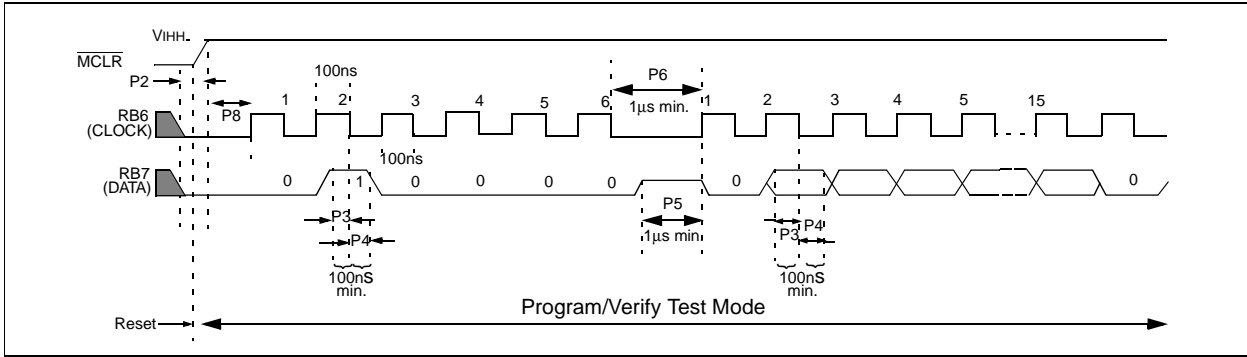 VIHH
MCLR
P2
100ns
P6
1µs min.
P8
RB6
(CLOCK)
1 2 3 4 5 6 1 2 3 4 5 15
100ns
RB7
(DATA)
0 1 0 0 0 0 0 0
P5
1µs min
P3
P4
100ns
min.
P3
P4
100ns
min.
Program/Verify Test Mode
Reset